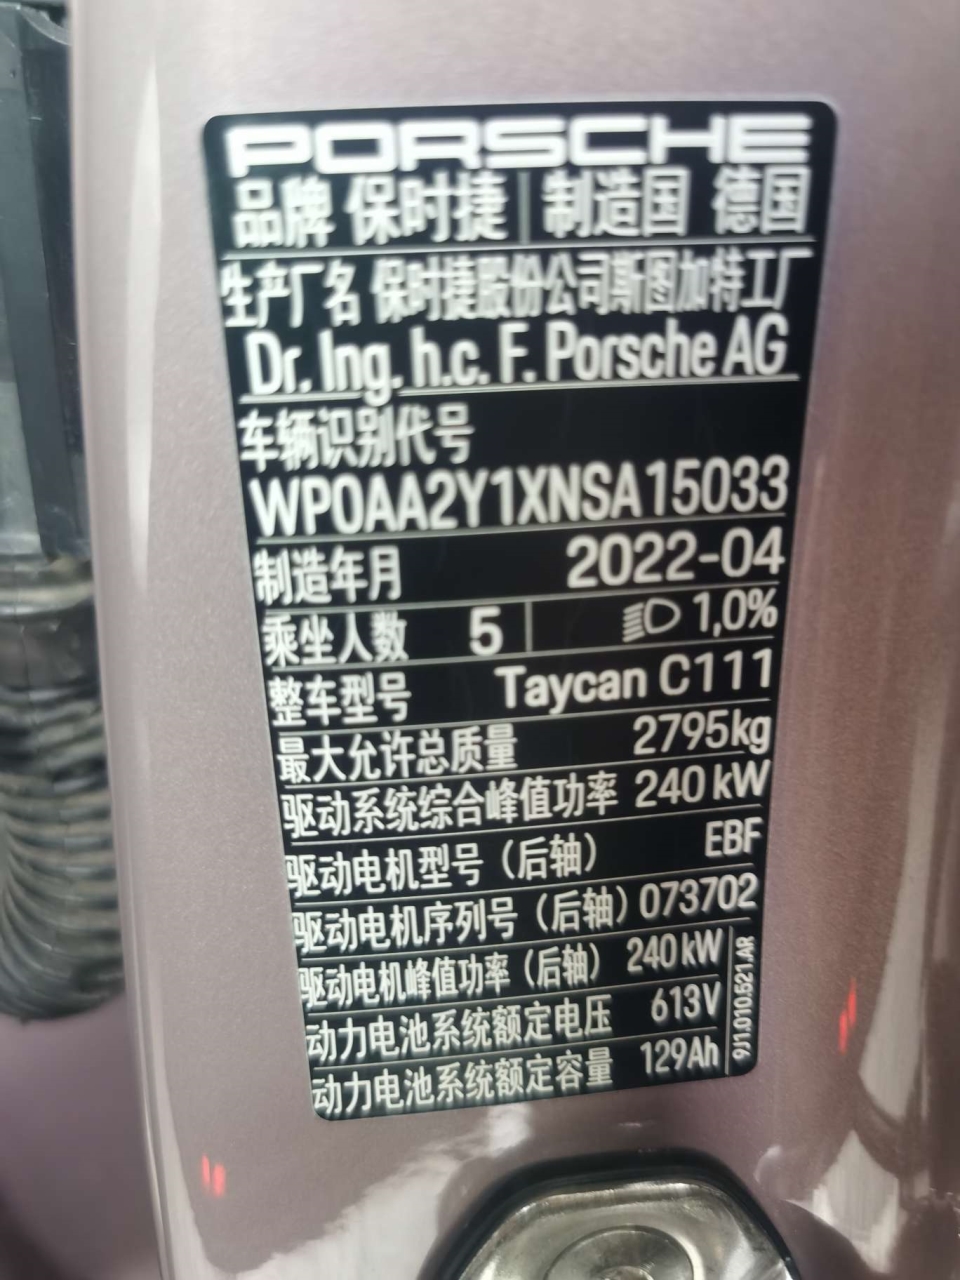 PORSCHE
品牌 保时捷 制造国 德国
生产厂名 保时捷股份公司斯图加特工厂
Dr. Ing. h.c. F. Porsche AG
车辆识别代号
WP0AA2Y1XNSA15033
制造年月 2022-04
乘坐人数 5 1,0%
整车型号 Taycan C111
最大允许总质量 2795kg
驱动系统综合峰值功率 240 kW
驱动电机型号（后轴） EBF
驱动电机序列号（后轴） 073702
驱动电机峰值功率（后轴） 240 kW
动力电池系统额定电压 613V
动力电池系统额定容量 129Ah
9J1.010.521.AR